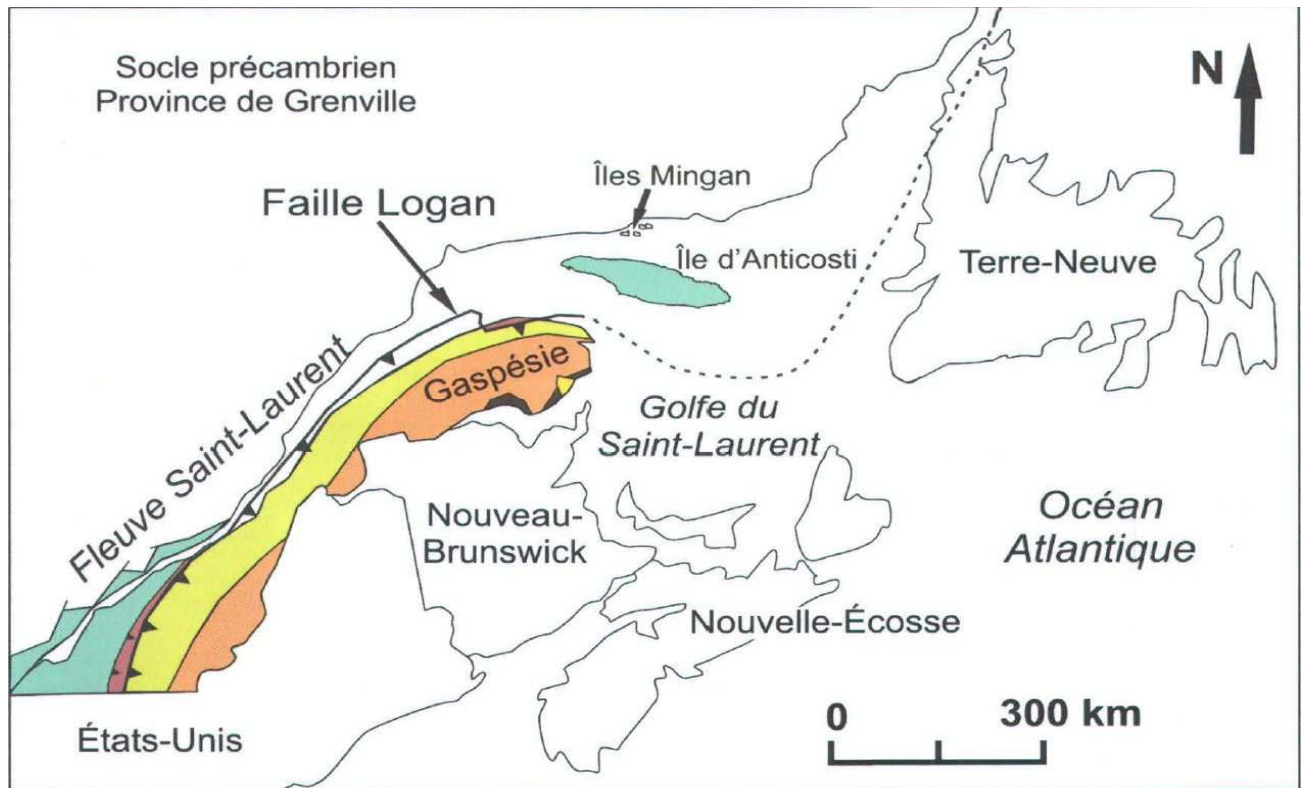 Socle précambrien
Province de Grenville
N
Îles Mingan
Faille Logan
Île d'Anticosti
Terre-Neuve
Fleuve Saint-Laurent
Gaspésie
Golfe du
Saint-Laurent
Nouveau-
Brunswick
Océan
Atlantique
Nouvelle-Écosse
États-Unis
0 300 km